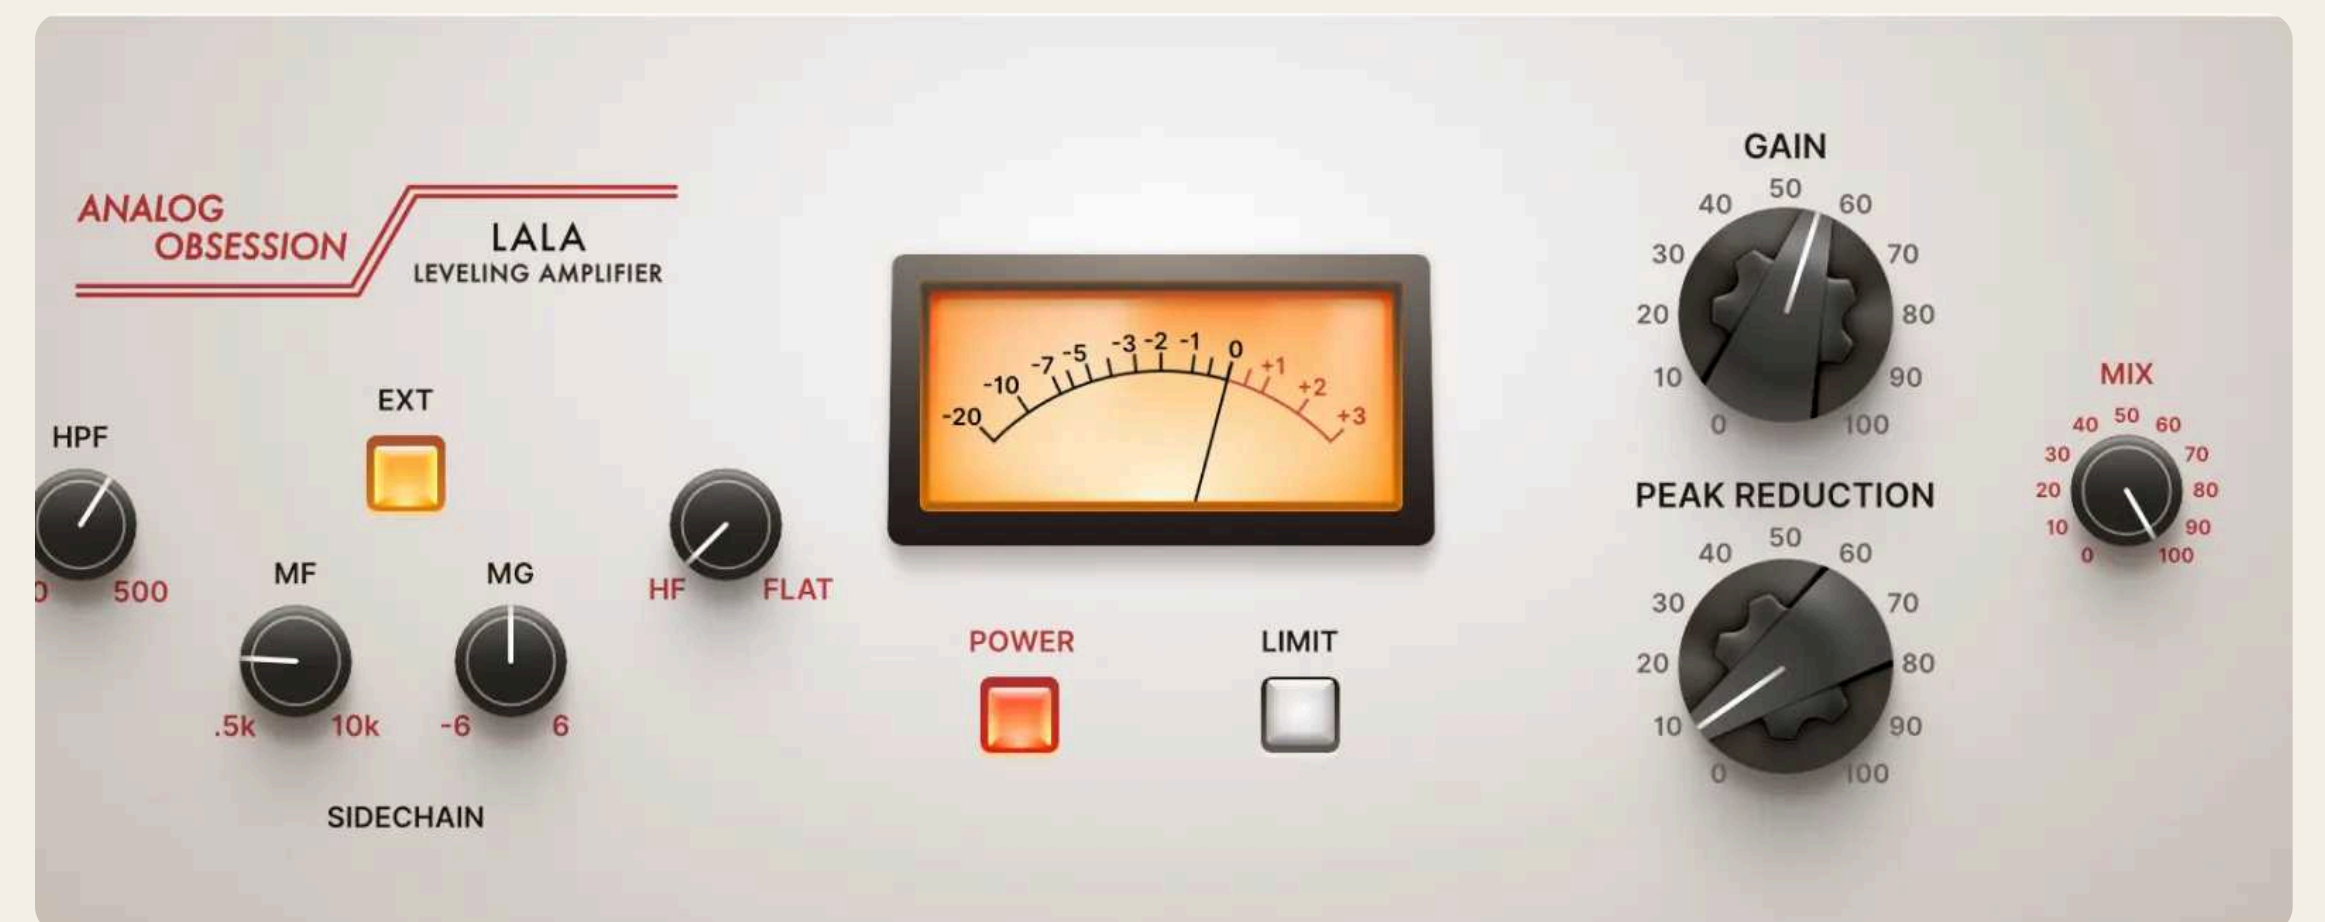 ANALOG
OBSESSION
LALA
LEVELING AMPLIFIER
HPF
0 500
EXT
MF
.5k 10k
MG
-6 6
SIDECHAIN
HF FLAT
-20 -10 -7 -5 -3 -2 -1 0 +1 +2 +3
POWER
LIMIT
GAIN
0 10 20 30 40 50 60 70 80 90 100
PEAK REDUCTION
0 10 20 30 40 50 60 70 80 90 100
MIX
0 10 20 30 40 50 60 70 80 90 100